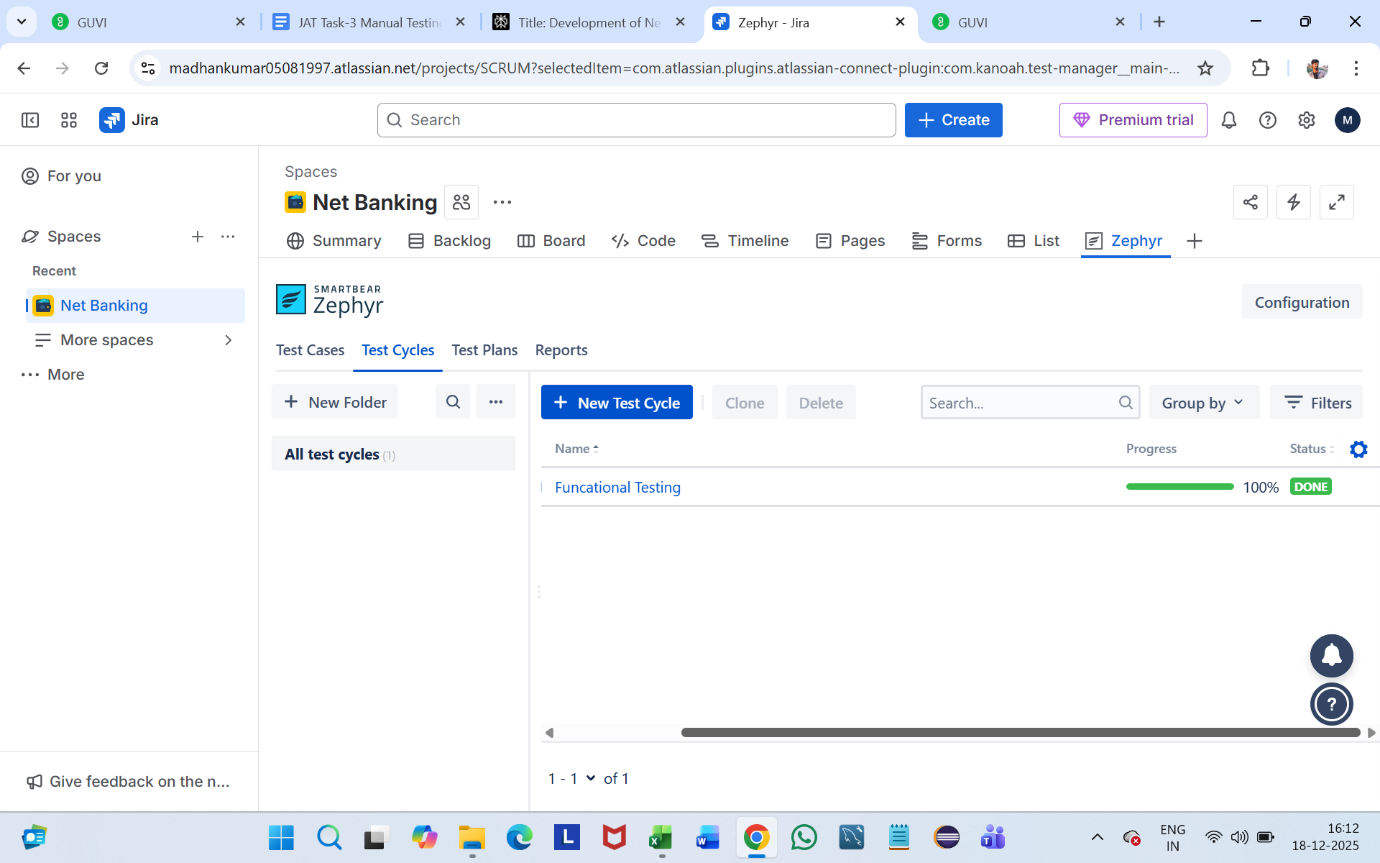 GUVI
JAT Task-3 Manual Testing
Title: Development of Ne
Zephyr - Jira
GUVI
madhankumar05081997.atlassian.net/projects/SCRUM?selectedItem=com.atlassian.plugins.atlassian-connect-plugin:com.kanoah.test-manager__main-...
Jira
Search
Create
Premium trial
M
For you
Spaces
Recent
Net Banking
More spaces
More
Give feedback on the n...
Spaces
Net Banking
Summary
Backlog
Board
Code
Timeline
Pages
Forms
List
Zephyr
SMARTBEAR
Zephyr
Configuration
Test Cases
Test Cycles
Test Plans
Reports
New Folder
All test cycles (1)
New Test Cycle
Clone
Delete
Search...
Group by
Filters
Name
Progress
Status
Funcational Testing
100%
DONE
1 - 1 of 1
L
ENG
IN
16:12
18-12-2025